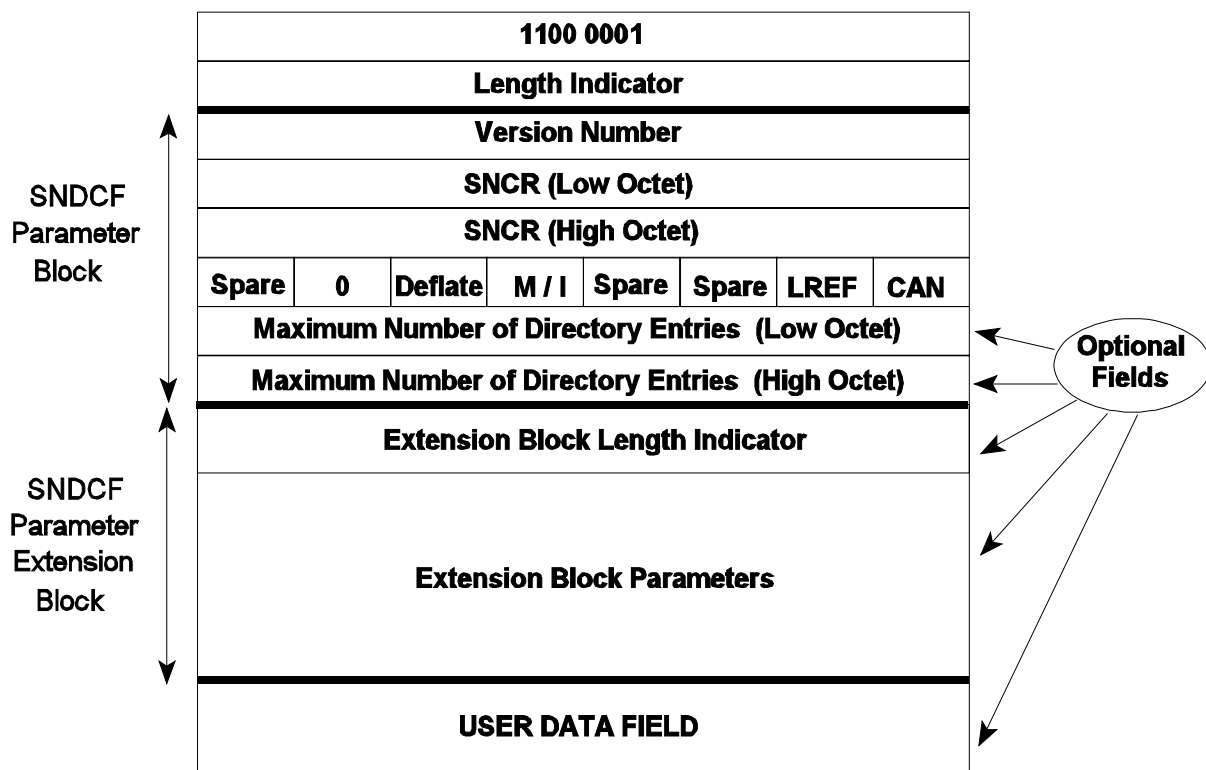 1100 0001
Length Indicator
SNDCF
Parameter
Block
Version Number
SNCR (Low Octet)
SNCR (High Octet)
Spare 0 Deflate M / I Spare Spare LREF CAN
Maximum Number of Directory Entries (Low Octet)
Maximum Number of Directory Entries (High Octet)
Optional
Fields
SNDCF
Parameter
Extension
Block
Extension Block Length Indicator
Extension Block Parameters
USER DATA FIELD